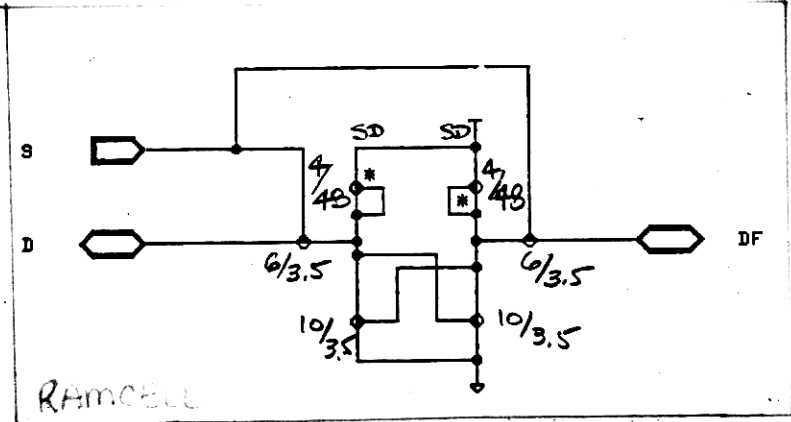 SD SD
S
4/48 * * 4/48
D DF
6/3.5 6/3.5
10/3.5 10/3.5
RAMCELL